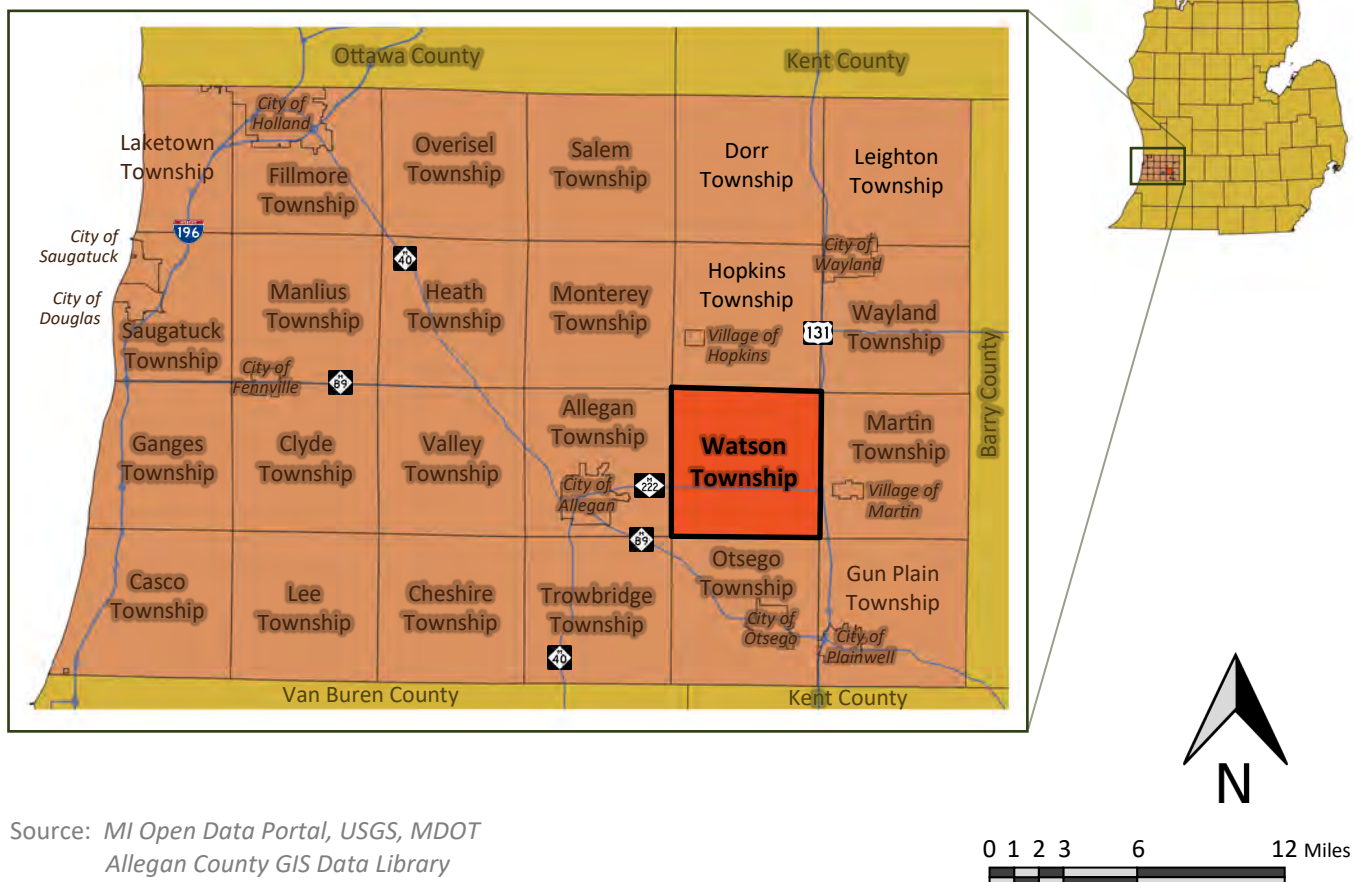 Ottawa County
Kent County
City of
Holland
Laketown
Township
Fillmore
Township
Overisel
Township
Salem
Township
Dorr
Township
Leighton
Township
196
City of
Saugatuck
City of
Douglas
M
40
Manlius
Township
Heath
Township
Monterey
Township
Hopkins
Township
Village of
Hopkins
City of
Wayland
131
Wayland
Township
Saugatuck
Township
City of
Fennville
M
89
Barry County
Ganges
Township
Clyde
Township
Valley
Township
Allegan
Township
City of
Allegan
M
222
Watson
Township
Martin
Township
Village of
Martin
M
89
Casco
Township
Lee
Township
Cheshire
Township
Trowbridge
Township
M
40
Otsego
Township
City of
Otsego
Gun Plain
Township
City of
Plainwell
Van Buren County
Kent County
N
Source: MI Open Data Portal, USGS, MDOT
Allegan County GIS Data Library
0 1 2 3 6 12 Miles